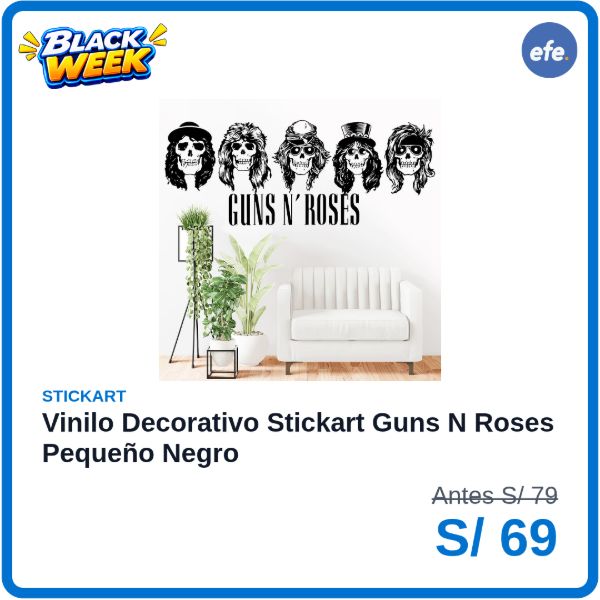 BLACK
WEEK
efe.
GUNS N' ROSES
STICKART
Vinilo Decorativo Stickart Guns N Roses
Pequeño Negro
Antes S/ 79
S/ 69